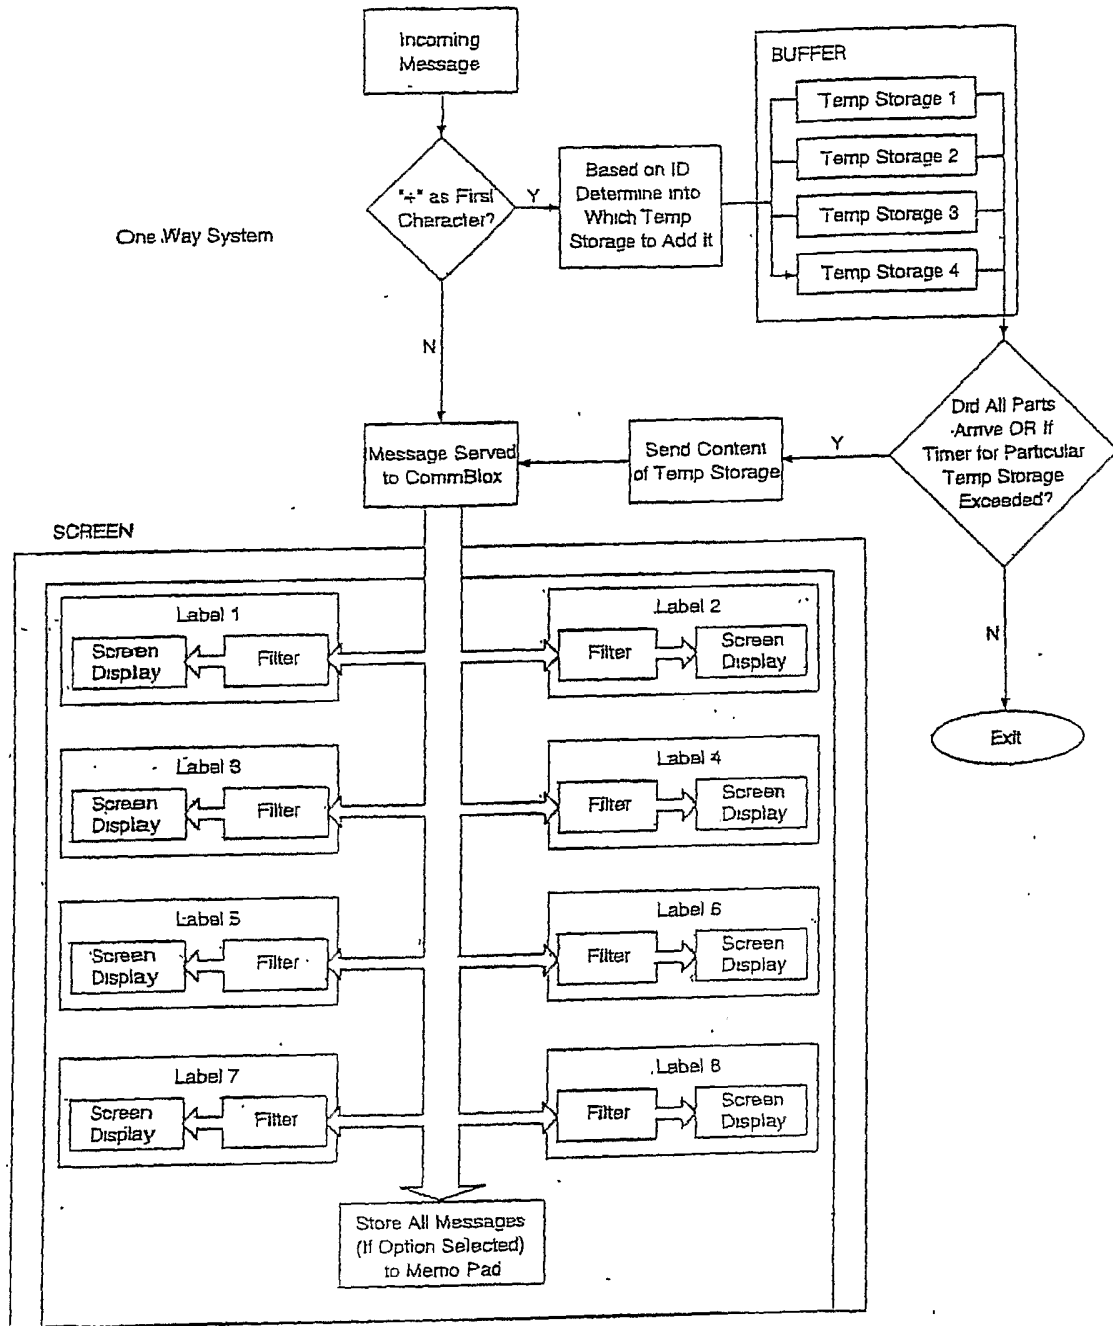 Incoming
Message
"÷" as First
Character?
Y
N
Based on ID
Determine into
Which Temp
Storage to Add it
BUFFER
Temp Storage 1
Temp Storage 2
Temp Storage 3
Temp Storage 4
One Way System
Did All Parts
Arrive OR If
Timer for Particular
Temp Storage
Exceeded?
Y
N
Exit
Send Content
of Temp Storage
Message Served
to CommBlox
SCREEN
Label 1
Screen
Display
Filter
Label 2
Filter
Screen
Display
Label 3
Screen
Display
Filter
Label 4
Filter
Screen
Display
Label 5
Screen
Display
Filter
Label 6
Filter
Screen
Display
Label 7
Screen
Display
Filter
Label 8
Filter
Screen
Display
Store All Messages
(If Option Selected)
to Memo Pad